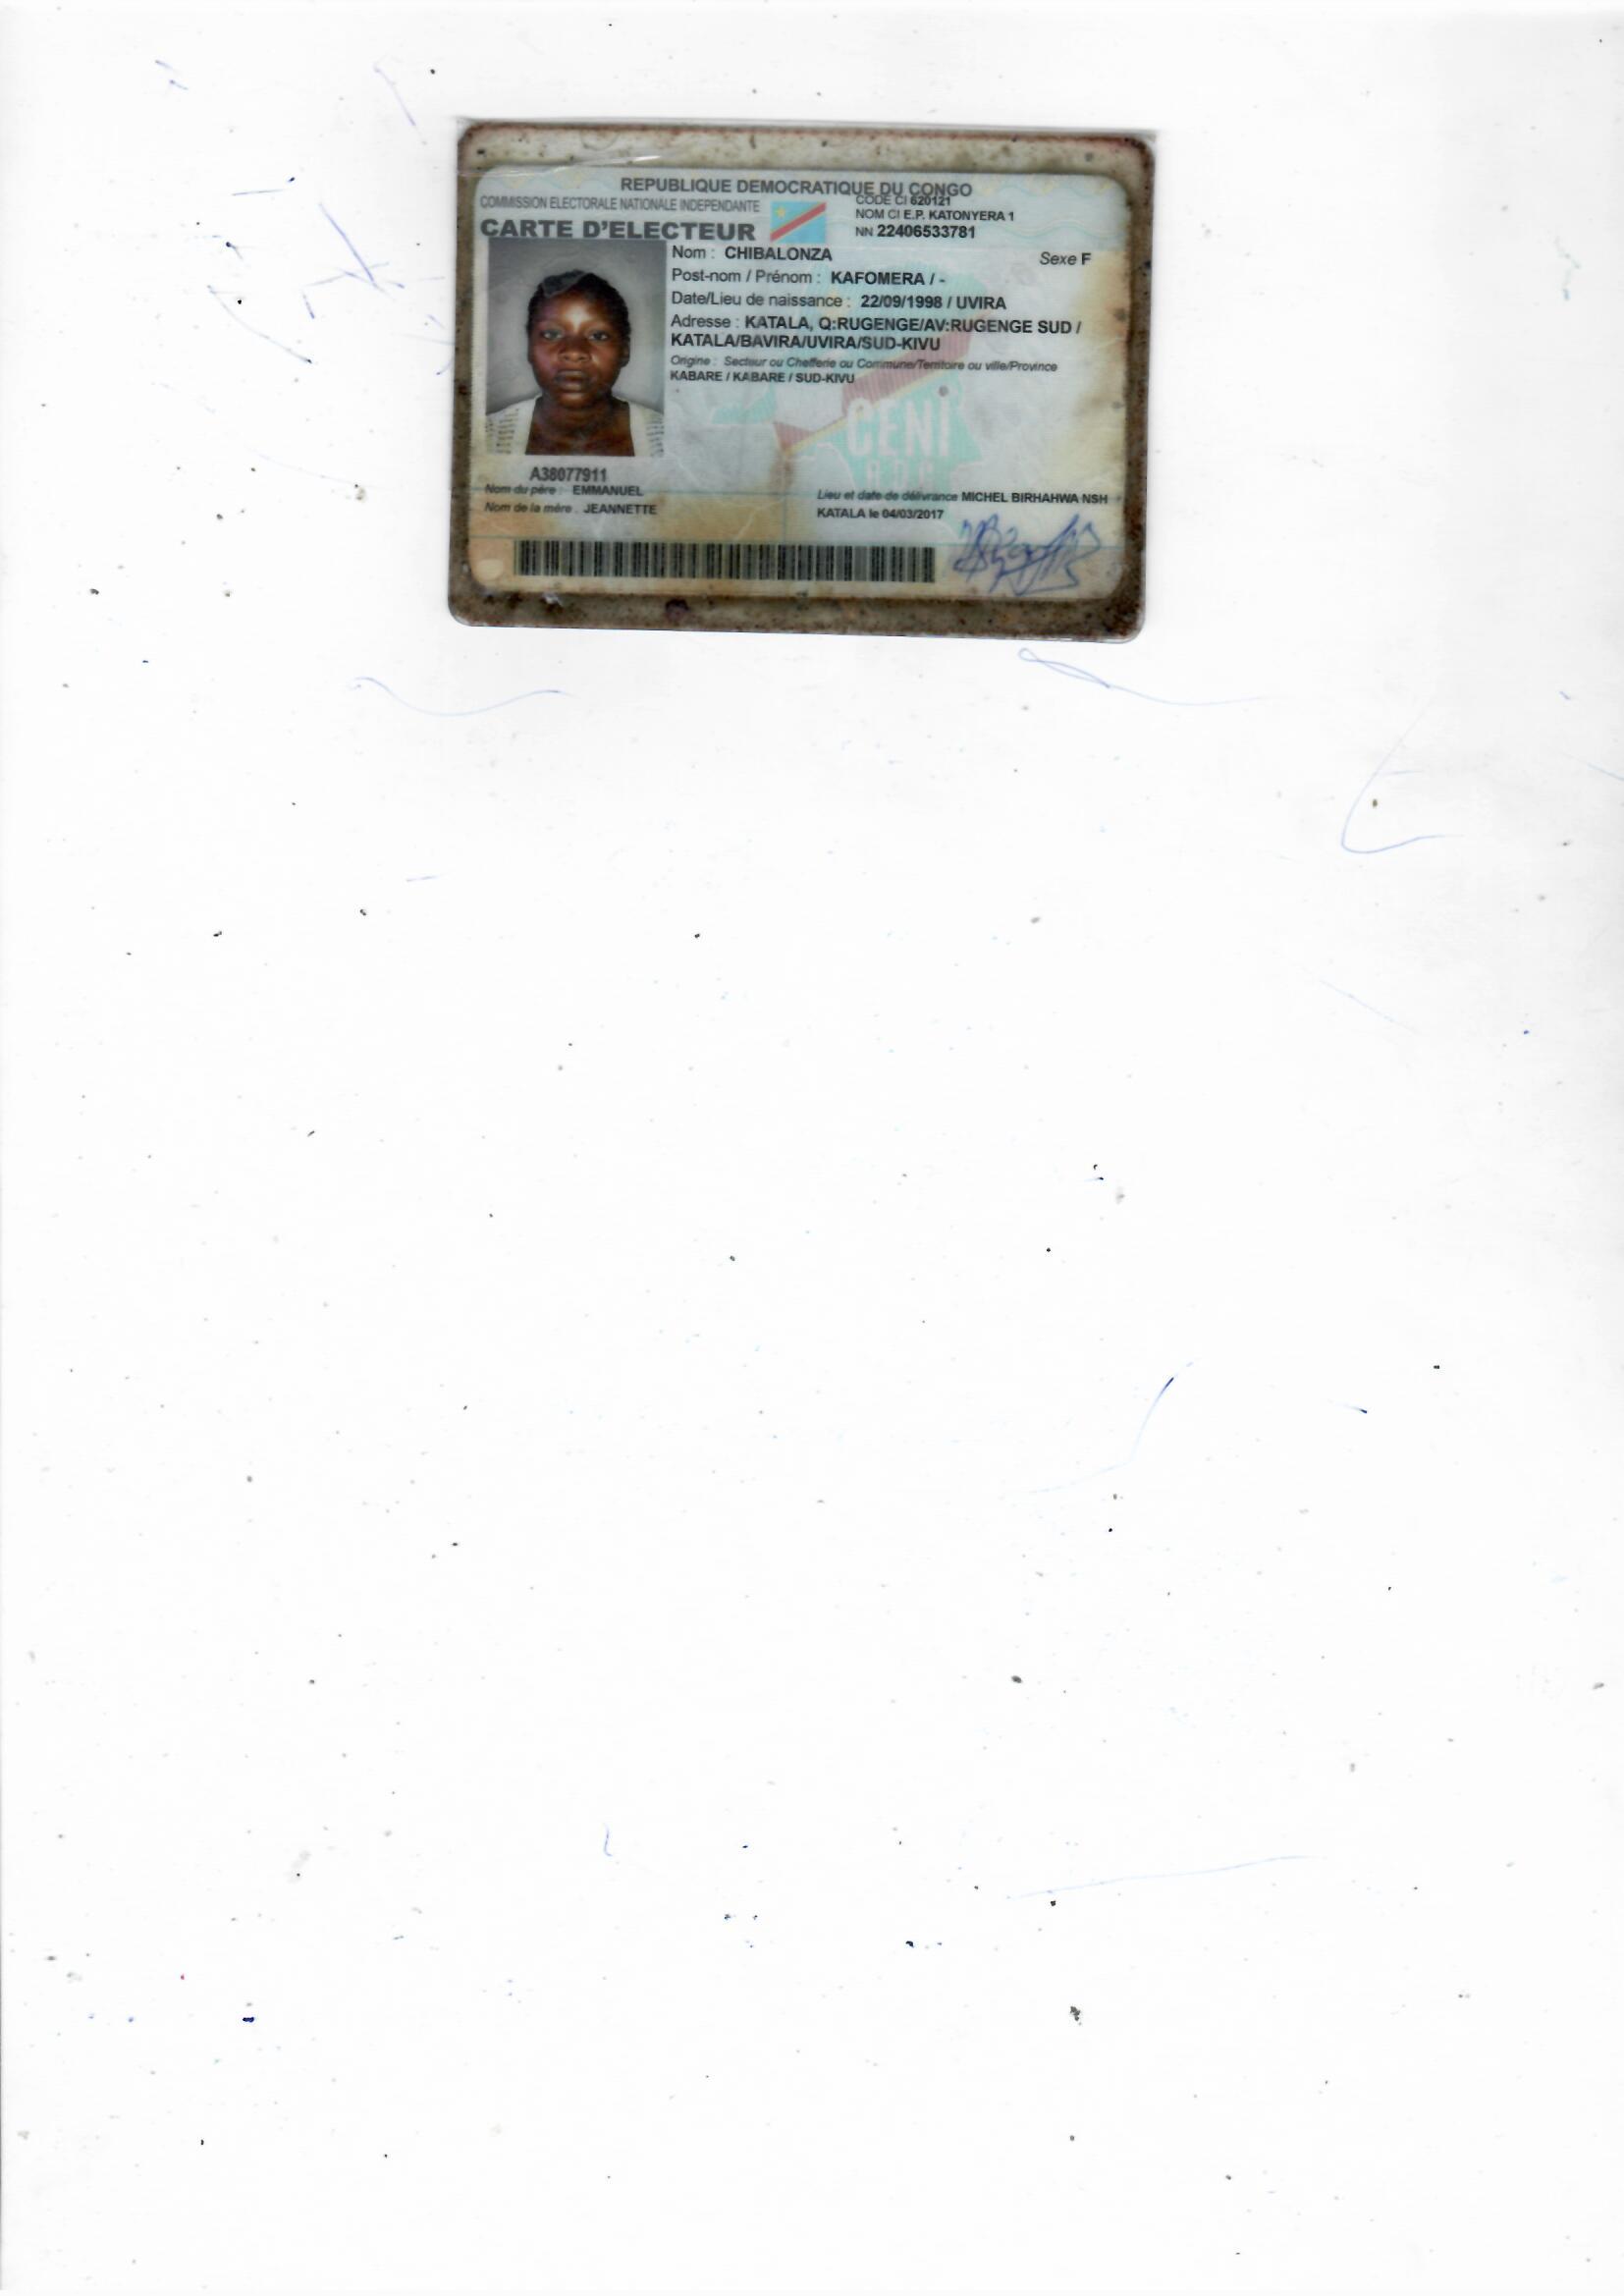 REPUBLIQUE DEMOCRATIQUE DU CONGO
COMMISSION ELECTORALE NATIONALE INDEPENDANTE
CARTE D'ELECTEUR
CODE CI 620121
NOM CI E.P. KATONYERA 1
NN 22406533781
Nom : CHIBALONZA
Sexe F
Post-nom / Prénom : KAFOMERA / -
Date/Lieu de naissance : 22/09/1998 / UVIRA
Adresse : KATALA, Q:RUGENGE/AV:RUGENGE SUD /
KATALA/BAVIRA/UVIRA/SUD-KIVU
Origine : Secteur ou Chefferie ou Commune/Territoire ou ville/Province
KABARE / KABARE / SUD-KIVU
CENI
R.D.C
A38077911
Nom du père : EMMANUEL
Nom de la mère : JEANNETTE
Lieu et date de délivrance MICHEL BIRHAHWA NSH
KATALA le 04/03/2017